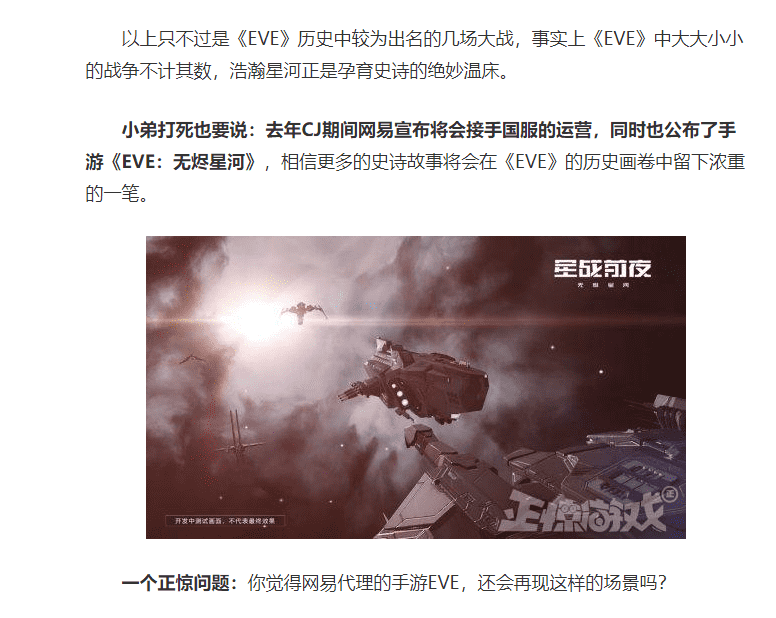 以上只不过是《EVE》历史中较为出名的几场大战，事实上《EVE》中大大小小
的战争不计其数，浩瀚星河正是孕育史诗的绝妙温床。
小弟打死也要说：去年CJ期间网易宣布将会接手国服的运营，同时也公布了手
游《EVE：无烬星河》，相信更多的史诗故事将会在《EVE》的历史画卷中留下浓重
的一笔。
星战前夜
无烬星河
开发中测试画面，不代表最终效果
正惊游戏
正
一个正惊问题：你觉得网易代理的手游EVE，还会再现这样的场景吗？